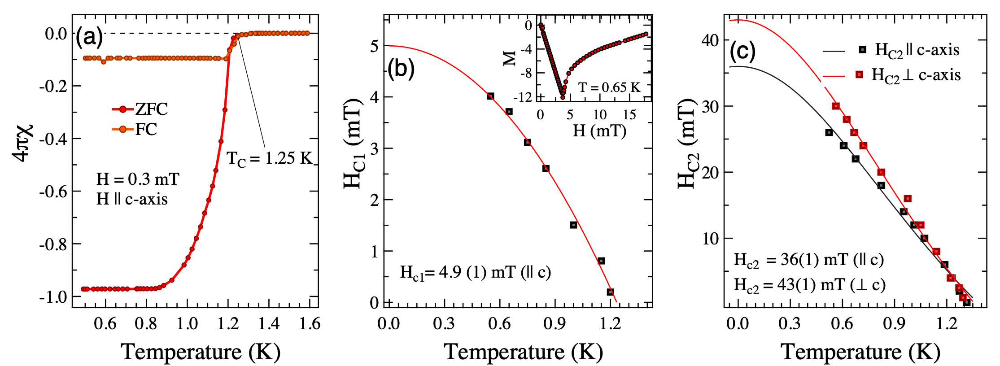 (a)
0.0
-0.2
-0.4
-0.6
-0.8
-1.0
4πχ
ZFC
FC
T_C = 1.25 K
H = 0.3 mT
H || c-axis
0.6 0.8 1.0 1.2 1.4 1.6
Temperature (K)
(b)
5
4
3
2
1
0
H_C1 (mT)
0
-4
-8
-12
M
T = 0.65 K
0 5 10 15
H (mT)
H_c1= 4.9 (1) mT (|| c)
0.0 0.3 0.6 0.9 1.2
Temperature (K)
(c)
40
30
20
10
H_C2 (mT)
H_C2 || c-axis
H_C2 ⊥ c-axis
H_c2 = 36(1) mT (|| c)
H_c2 = 43(1) mT (⊥ c)
0.0 0.3 0.6 0.9 1.2
Temperature (K)